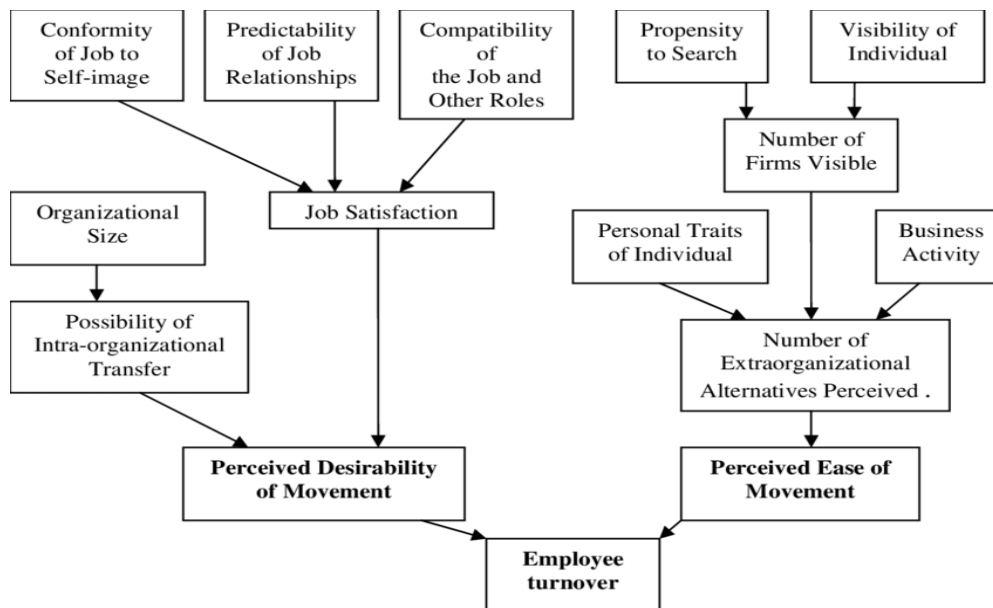 Conformity
of Job to
Self-image
Predictability
of Job
Relationships
Compatibility
of
the Job and
Other Roles
Propensity
to Search
Visibility of
Individual
Number of
Firms Visible
Organizational
Size
Job Satisfaction
Personal Traits
of Individual
Business
Activity
Possibility of
Intra-organizational
Transfer
Number of
Extraorganizational
Alternatives Perceived .
Perceived Desirability
of Movement
Perceived Ease of
Movement
Employee
turnover